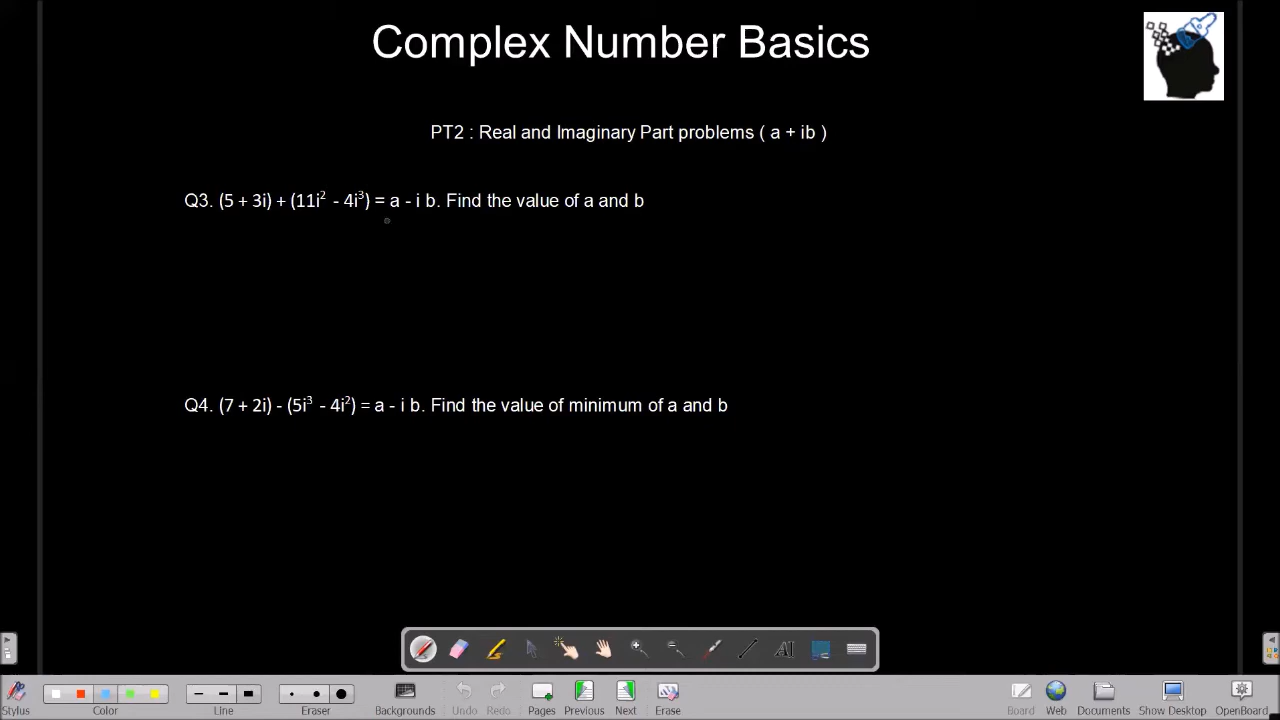 Complex Number Basics
PT2 : Real and Imaginary Part problems ( a + ib )
Q3. (5 + 3i) + (11i² - 4i³) = a - i b. Find the value of a and b
Q4. (7 + 2i) - (5i³ - 4i²) = a - i b. Find the value of minimum of a and b
AI
Stylus Color Line Eraser Backgrounds Undo Redo Pages Previous Next Erase Board Web Documents Show Desktop OpenBoard